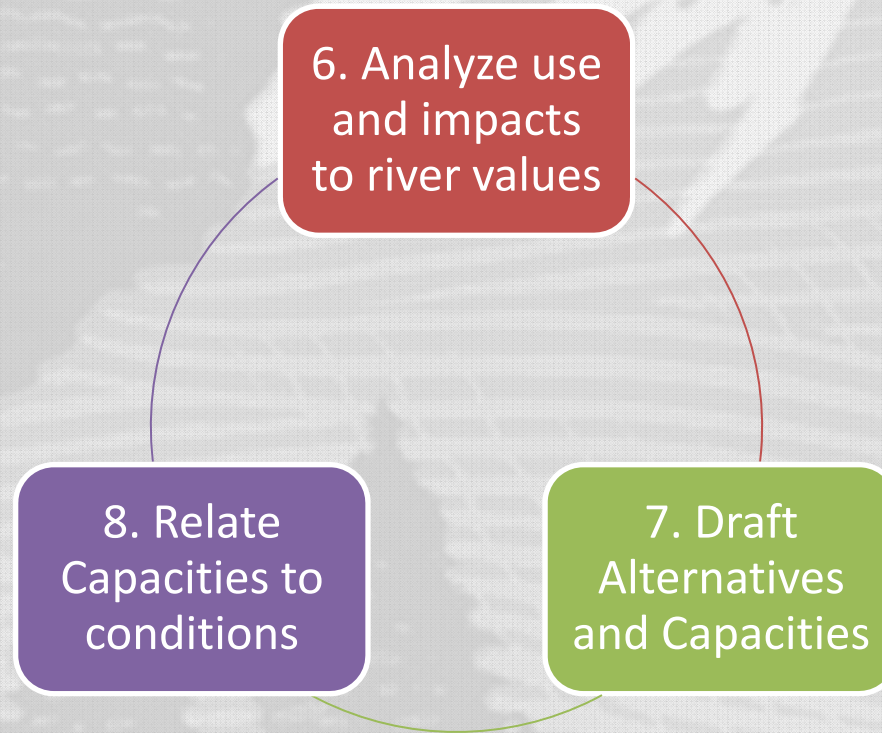 6. Analyze use
and impacts
to river values
8. Relate
Capacities to
conditions
7. Draft
Alternatives
and Capacities